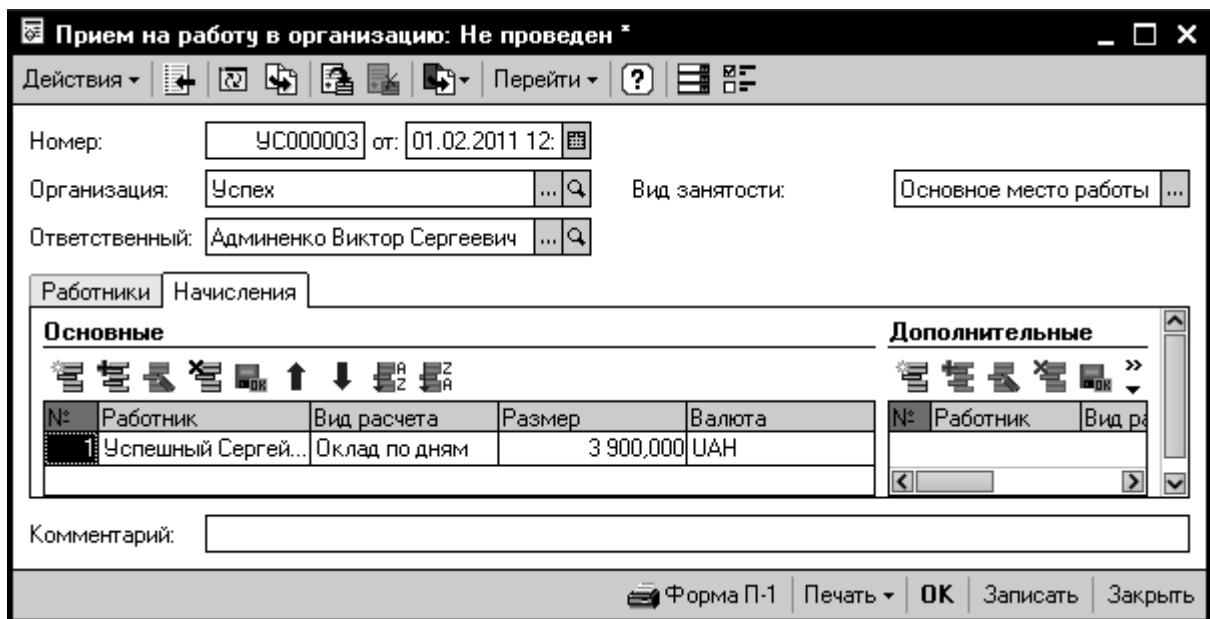 Прием на работу в организацию: Не проведен *
Действия Перейти ?
Номер: УС000003 от: 01.02.2011 12:
Организация: Успех ... Вид занятости: Основное место работы ...
Ответственный: Админенко Виктор Сергеевич ...
Работники Начисления
Основные Дополнительные
№ Работник Вид расчета Размер Валюта № Работник Вид ра
1 Успешный Сергей... Оклад по дням 3 900,000 UAH
Комментарий:
Форма П-1 Печать OK Записать Закрыть